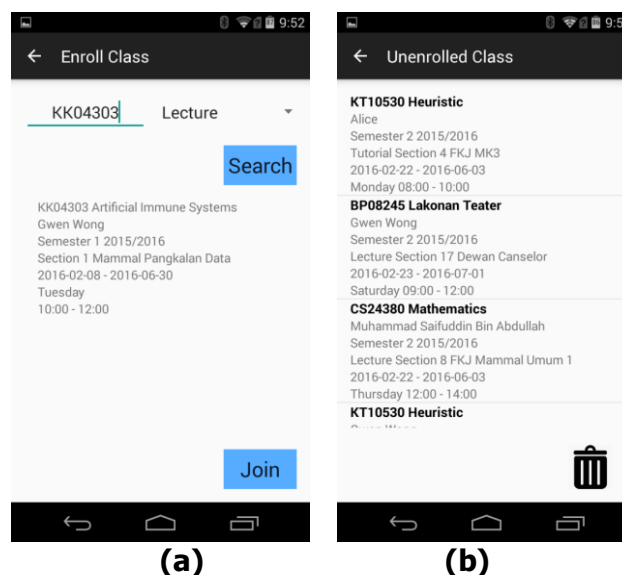 9:52
Enroll Class
KK04303 Lecture
Search
KK04303 Artificial Immune Systems
Gwen Wong
Semester 1 2015/2016
Section 1 Mammal Pangkalan Data
2016-02-08 - 2016-06-30
Tuesday
10:00 - 12:00
Join
(a)
9:5
Unenrolled Class
KT10530 Heuristic
Alice
Semester 2 2015/2016
Tutorial Section 4 FKJ MK3
2016-02-22 - 2016-06-03
Monday 08:00 - 10:00
BP08245 Lakonan Teater
Gwen Wong
Semester 2 2015/2016
Lecture Section 17 Dewan Canselor
2016-02-23 - 2016-07-01
Saturday 09:00 - 12:00
CS24380 Mathematics
Muhammad Saifuddin Bin Abdullah
Semester 2 2015/2016
Lecture Section 8 FKJ Mammal Umum 1
2016-02-22 - 2016-06-03
Thursday 12:00 - 14:00
KT10530 Heuristic
(b)